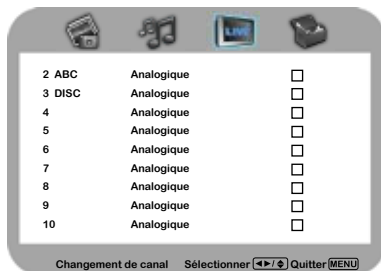 LIVE
2 ABC Analogique
3 DISC Analogique
4 Analogique
5 Analogique
6 Analogique
7 Analogique
8 Analogique
9 Analogique
10 Analogique
Changement de canal Sélectionner ◄►/♦ Quitter MENU